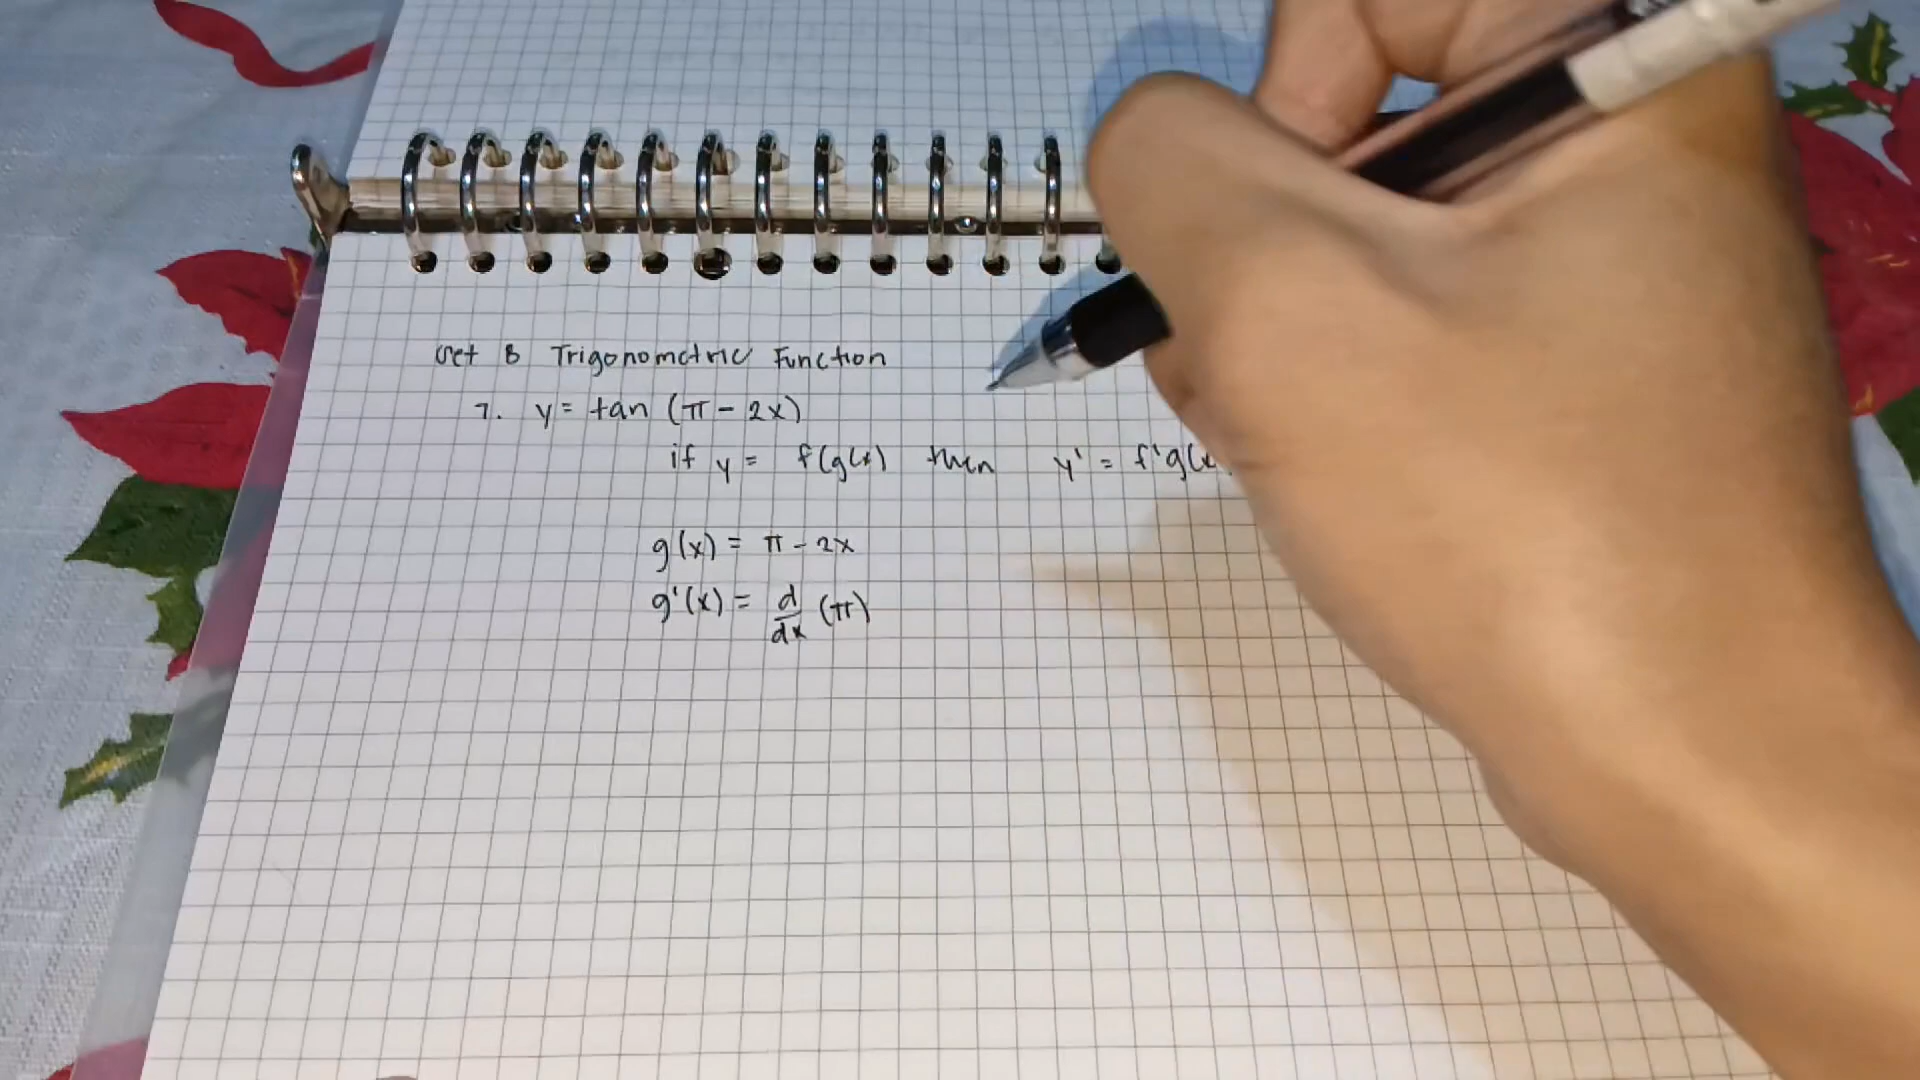 Set B Trigonometric Function
7. y = tan (π - 2x)
if y = f(g(x) then y' = f'g(x
g(x) = π - 2x
g'(x) = d/dx (π)